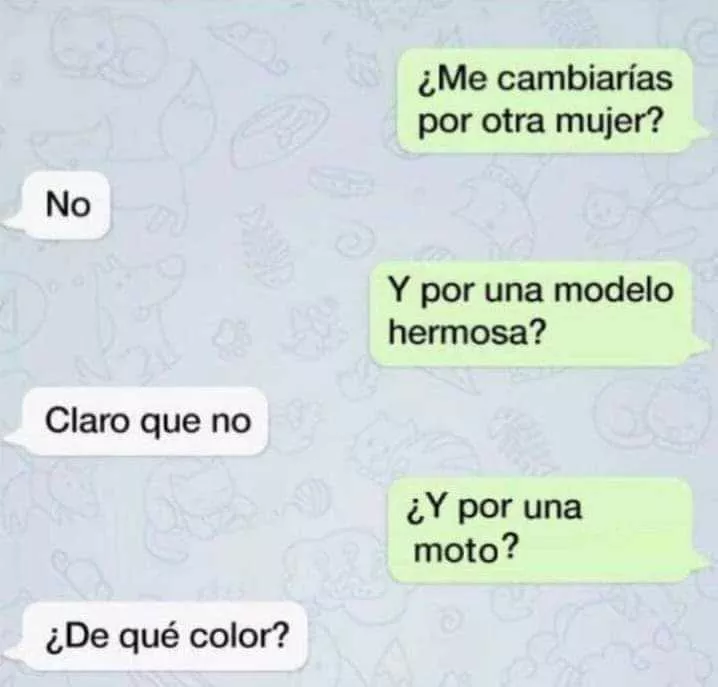 ¿Me cambiarías
por otra mujer?
No
Y por una modelo
hermosa?
Claro que no
¿Y por una
moto?
¿De qué color?